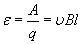 ε = A/q = υBl